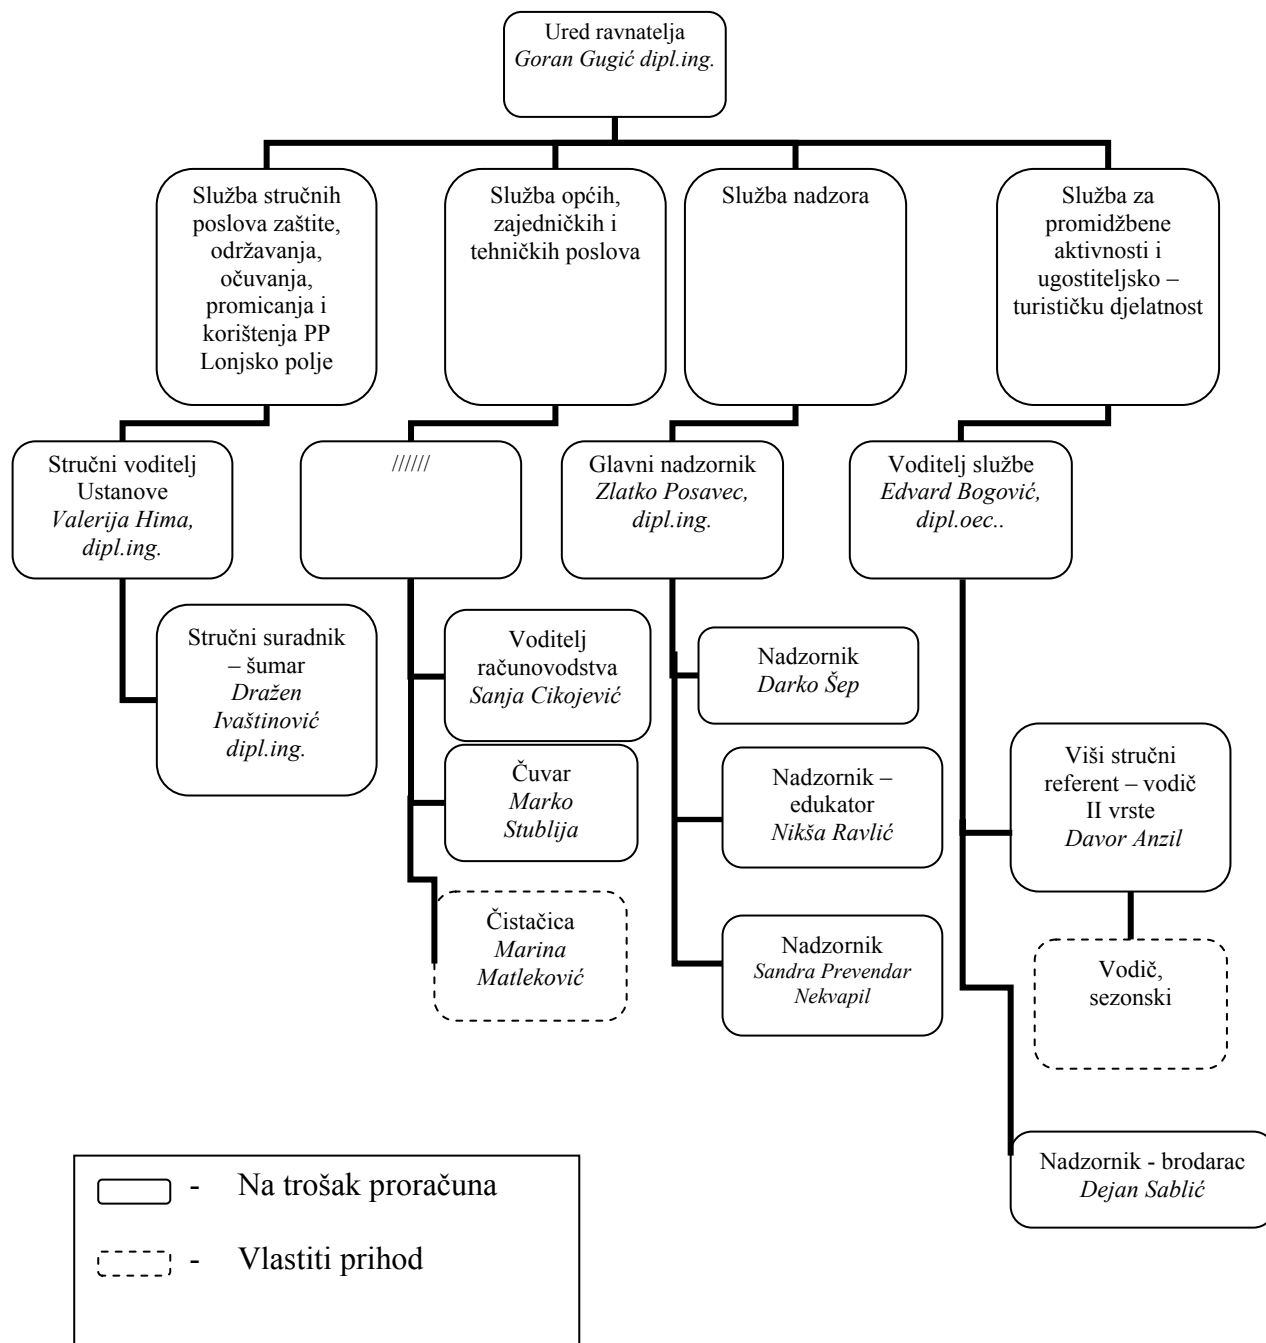 Ured ravnatelja
Goran Gugić dipl.ing.
Služba stručnih
poslova zaštite,
održavanja,
očuvanja,
promicanja i
korištenja PP
Lonjsko polje
Služba općih,
zajedničkih i
tehničkih poslova
Služba nadzora
Služba za
promidžbene
aktivnosti i
ugostiteljsko –
turističku djelatnost
Stručni voditelj
Ustanove
Valerija Hima,
dipl.ing.
//////
Glavni nadzornik
Zlatko Posavec,
dipl.ing.
Voditelj službe
Edvard Bogović,
dipl.oec..
Stručni suradnik
– šumar
Dražen
Ivaštinović
dipl.ing.
Voditelj
računovodstva
Sanja Cikojević
Čuvar
Marko
Stublija
Čistačica
Marina
Matleković
Nadzornik
Darko Šep
Nadzornik –
edukator
Nikša Ravlić
Nadzornik
Sandra Prevendar
Nekvapil
Viši stručni
referent – vodič
II vrste
Davor Anzil
Vodič,
sezonski
Nadzornik - brodarac
Dejan Sablić
- Na trošak proračuna
- Vlastiti prihod